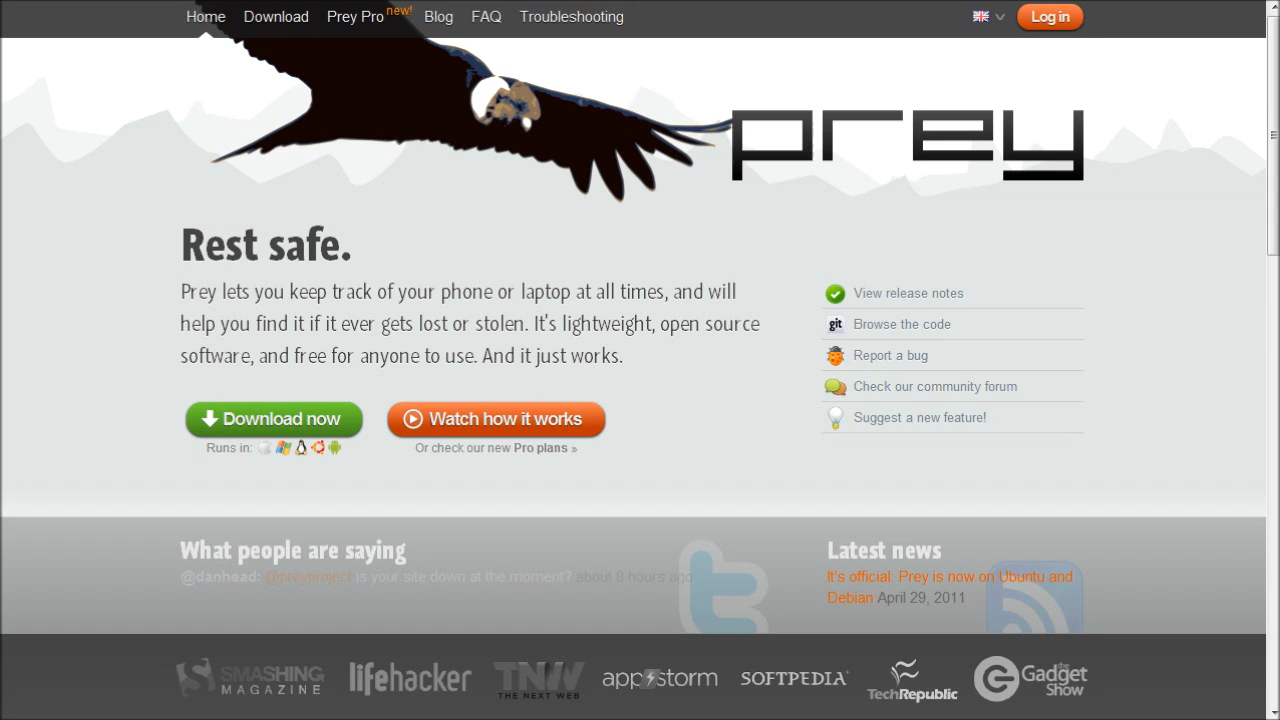 Home Download Prey Pro new! Blog FAQ Troubleshooting Log in
prey
Rest safe.
Prey lets you keep track of your phone or laptop at all times, and will
help you find it if it ever gets lost or stolen. It's lightweight, open source
software, and free for anyone to use. And it just works.
Download now
Runs in:
Watch how it works
Or check our new Pro plans »
View release notes
git Browse the code
Report a bug
Check our community forum
Suggest a new feature!
What people are saying
@danhead: @preyproject is your site down at the moment? about 8 hours ago
Latest news
It's official: Prey is now on Ubuntu and
Debian April 29, 2011
SMASHING
MAGAZINE
lifehacker
TNW
THE NEXT WEB
appstorm
SOFTPEDIA
TechRepublic
the
Gadget
Show